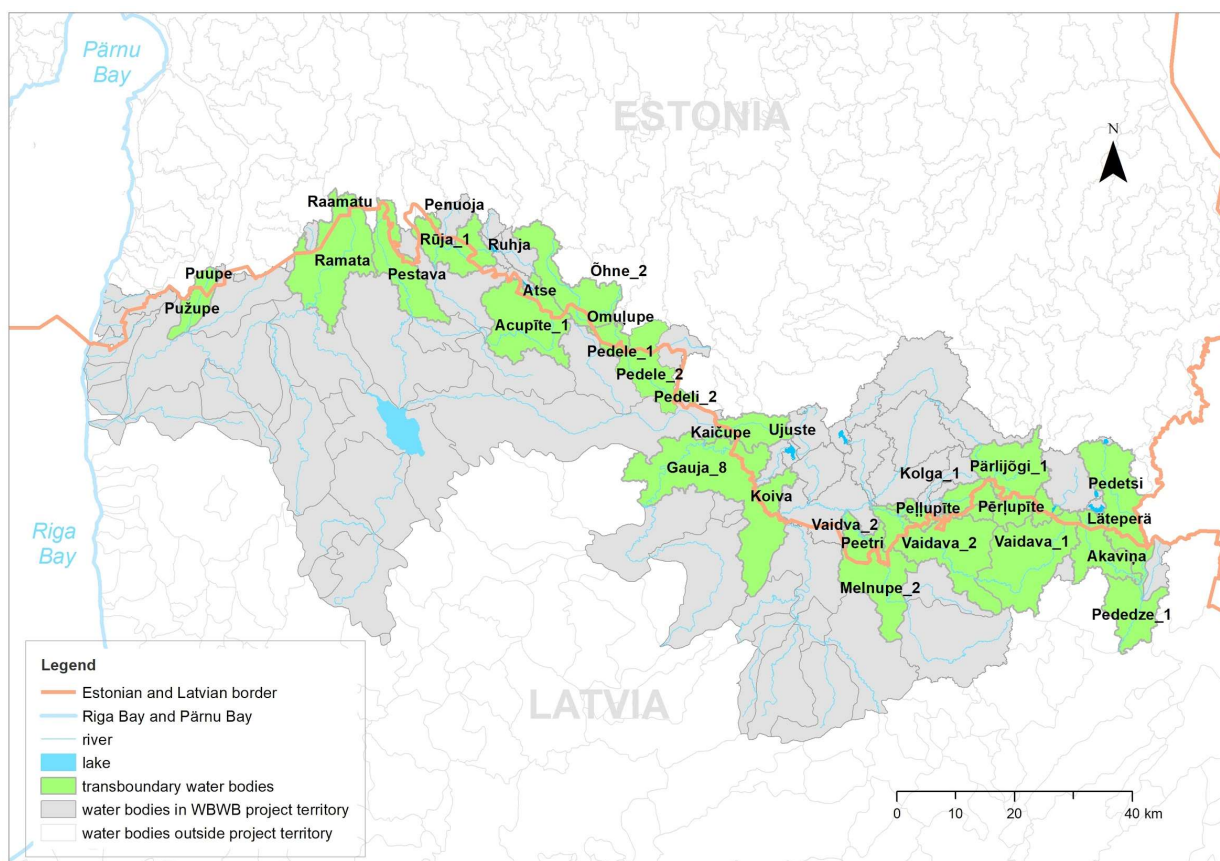 Pärnu
Bay
ESTONIA
N
Raamatu
Penuoja
Rūja_1
Ruhja
Ramata
Pestava
Õhne_2
Puupe
Atse
Pužupe
Acupīte_1
Omuļupe
Pedele_1
Pedele_2
Pedeli_2
Kaičupe
Ujuste
Gauja_8
Kolga_1
Pärlijõgi_1
Koiva
Peļļupīte
Pērļupīte
Pedetsi
Läteperä
Vaidva_2
Peetri
Vaidava_2
Vaidava_1
Akaviņa
Melnupe_2
Pededze_1
Riga
Bay
LATVIA
Legend
Estonian and Latvian border
Riga Bay and Pärnu Bay
river
lake
transboundary water bodies
water bodies in WBWB project territory
water bodies outside project territory
0 10 20 40 km